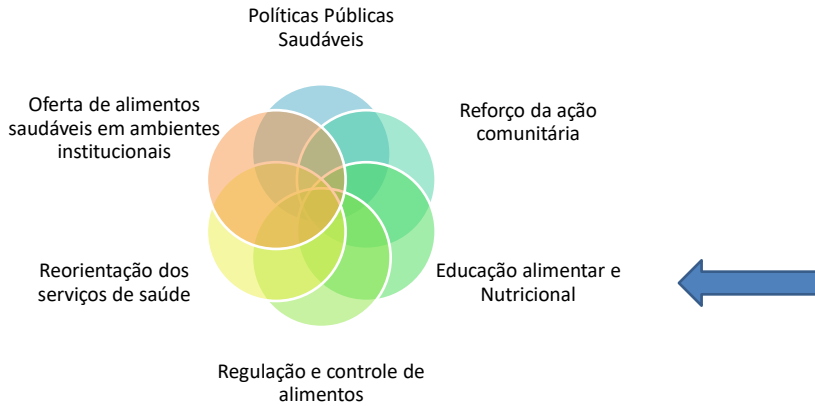 Políticas Públicas
Saudáveis
Oferta de alimentos
saudáveis em ambientes
institucionais
Reforço da ação
comunitária
Reorientação dos
serviços de saúde
Educação alimentar e
Nutricional
Regulação e controle de
alimentos